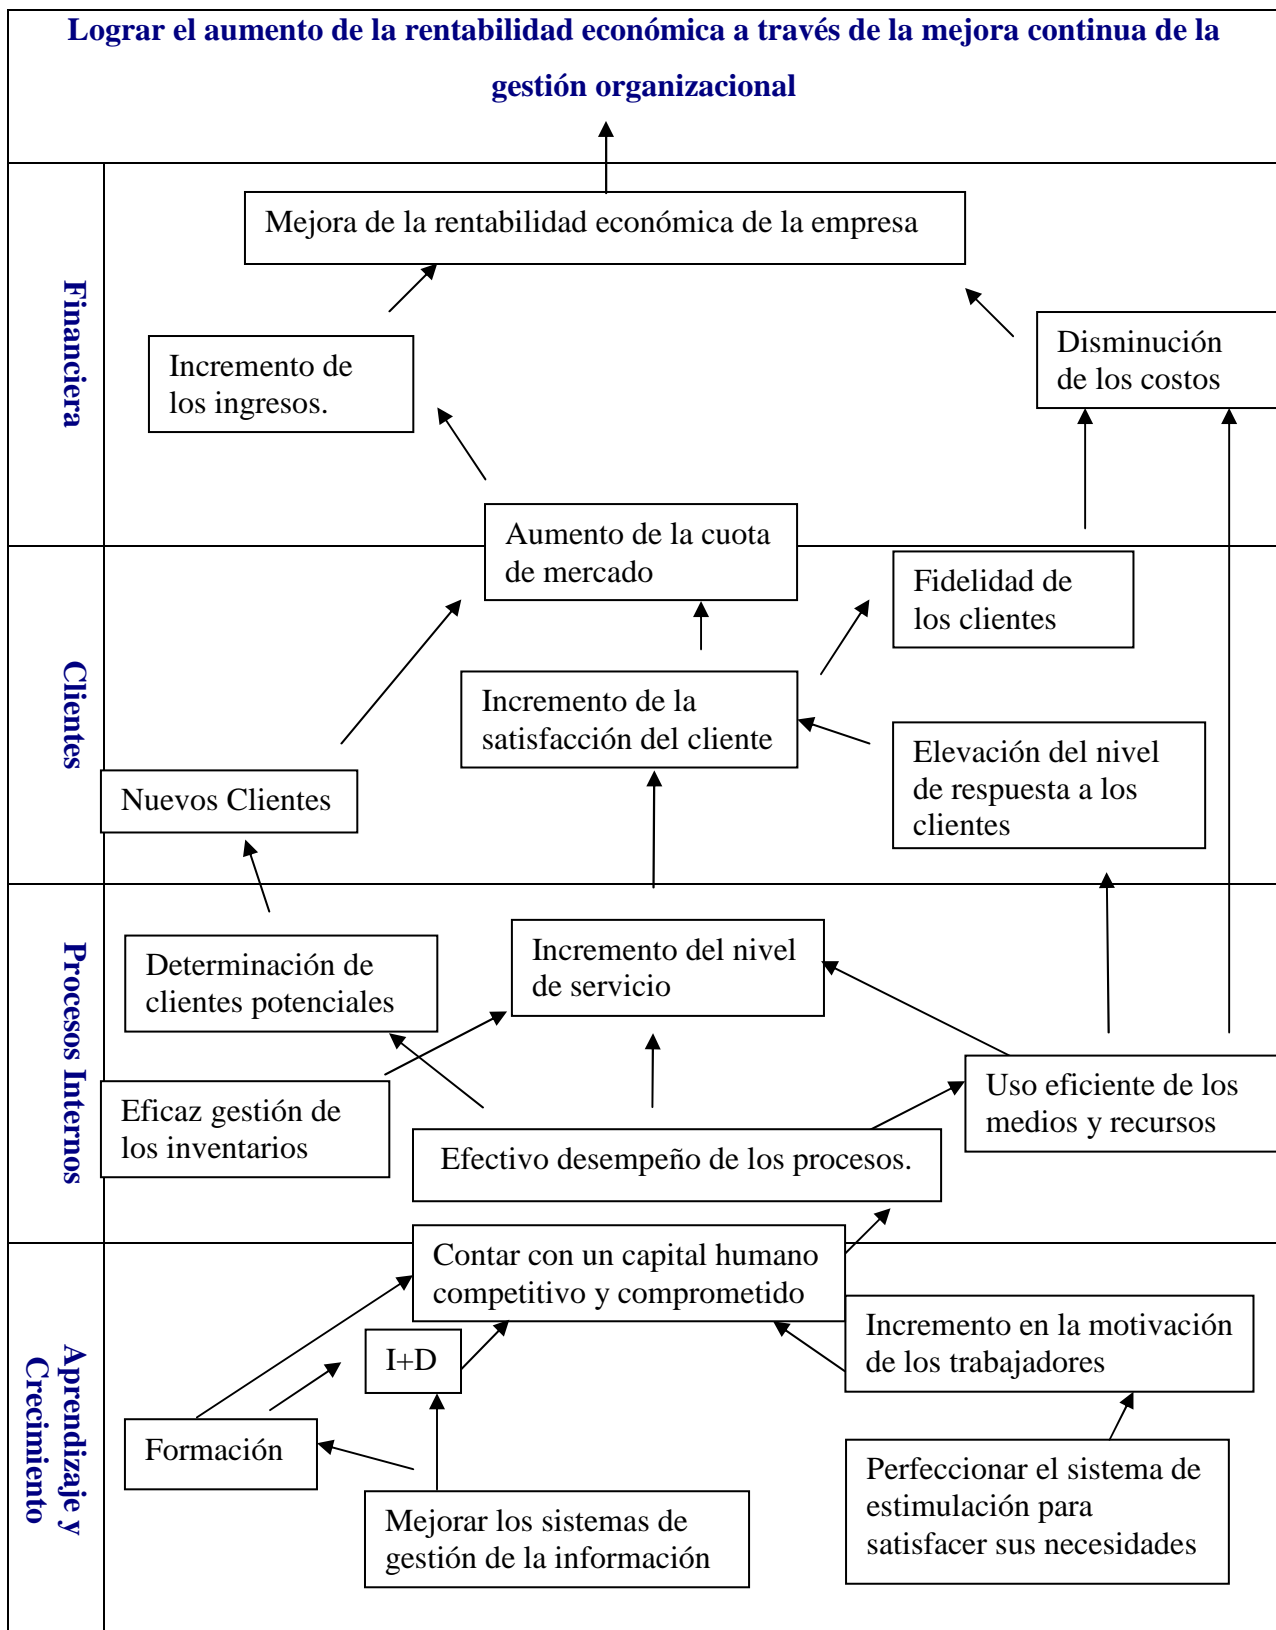 Lograr el aumento de la rentabilidad económica a través de la mejora continua de la
gestión organizacional
Financiera
Mejora de la rentabilidad económica de la empresa
Incremento de
los ingresos.
Disminución
de los costos
Aumento de la cuota
de mercado
Clientes
Fidelidad de
los clientes
Incremento de la
satisfacción del cliente
Elevación del nivel
de respuesta a los
clientes
Nuevos Clientes
Procesos Internos
Determinación de
clientes potenciales
Incremento del nivel
de servicio
Eficaz gestión de
los inventarios
Uso eficiente de los
medios y recursos
Efectivo desempeño de los procesos.
Aprendizaje y
Crecimiento
Contar con un capital humano
competitivo y comprometido
Incremento en la motivación
de los trabajadores
I+D
Formación
Perfeccionar el sistema de
estimulación para
satisfacer sus necesidades
Mejorar los sistemas de
gestión de la información